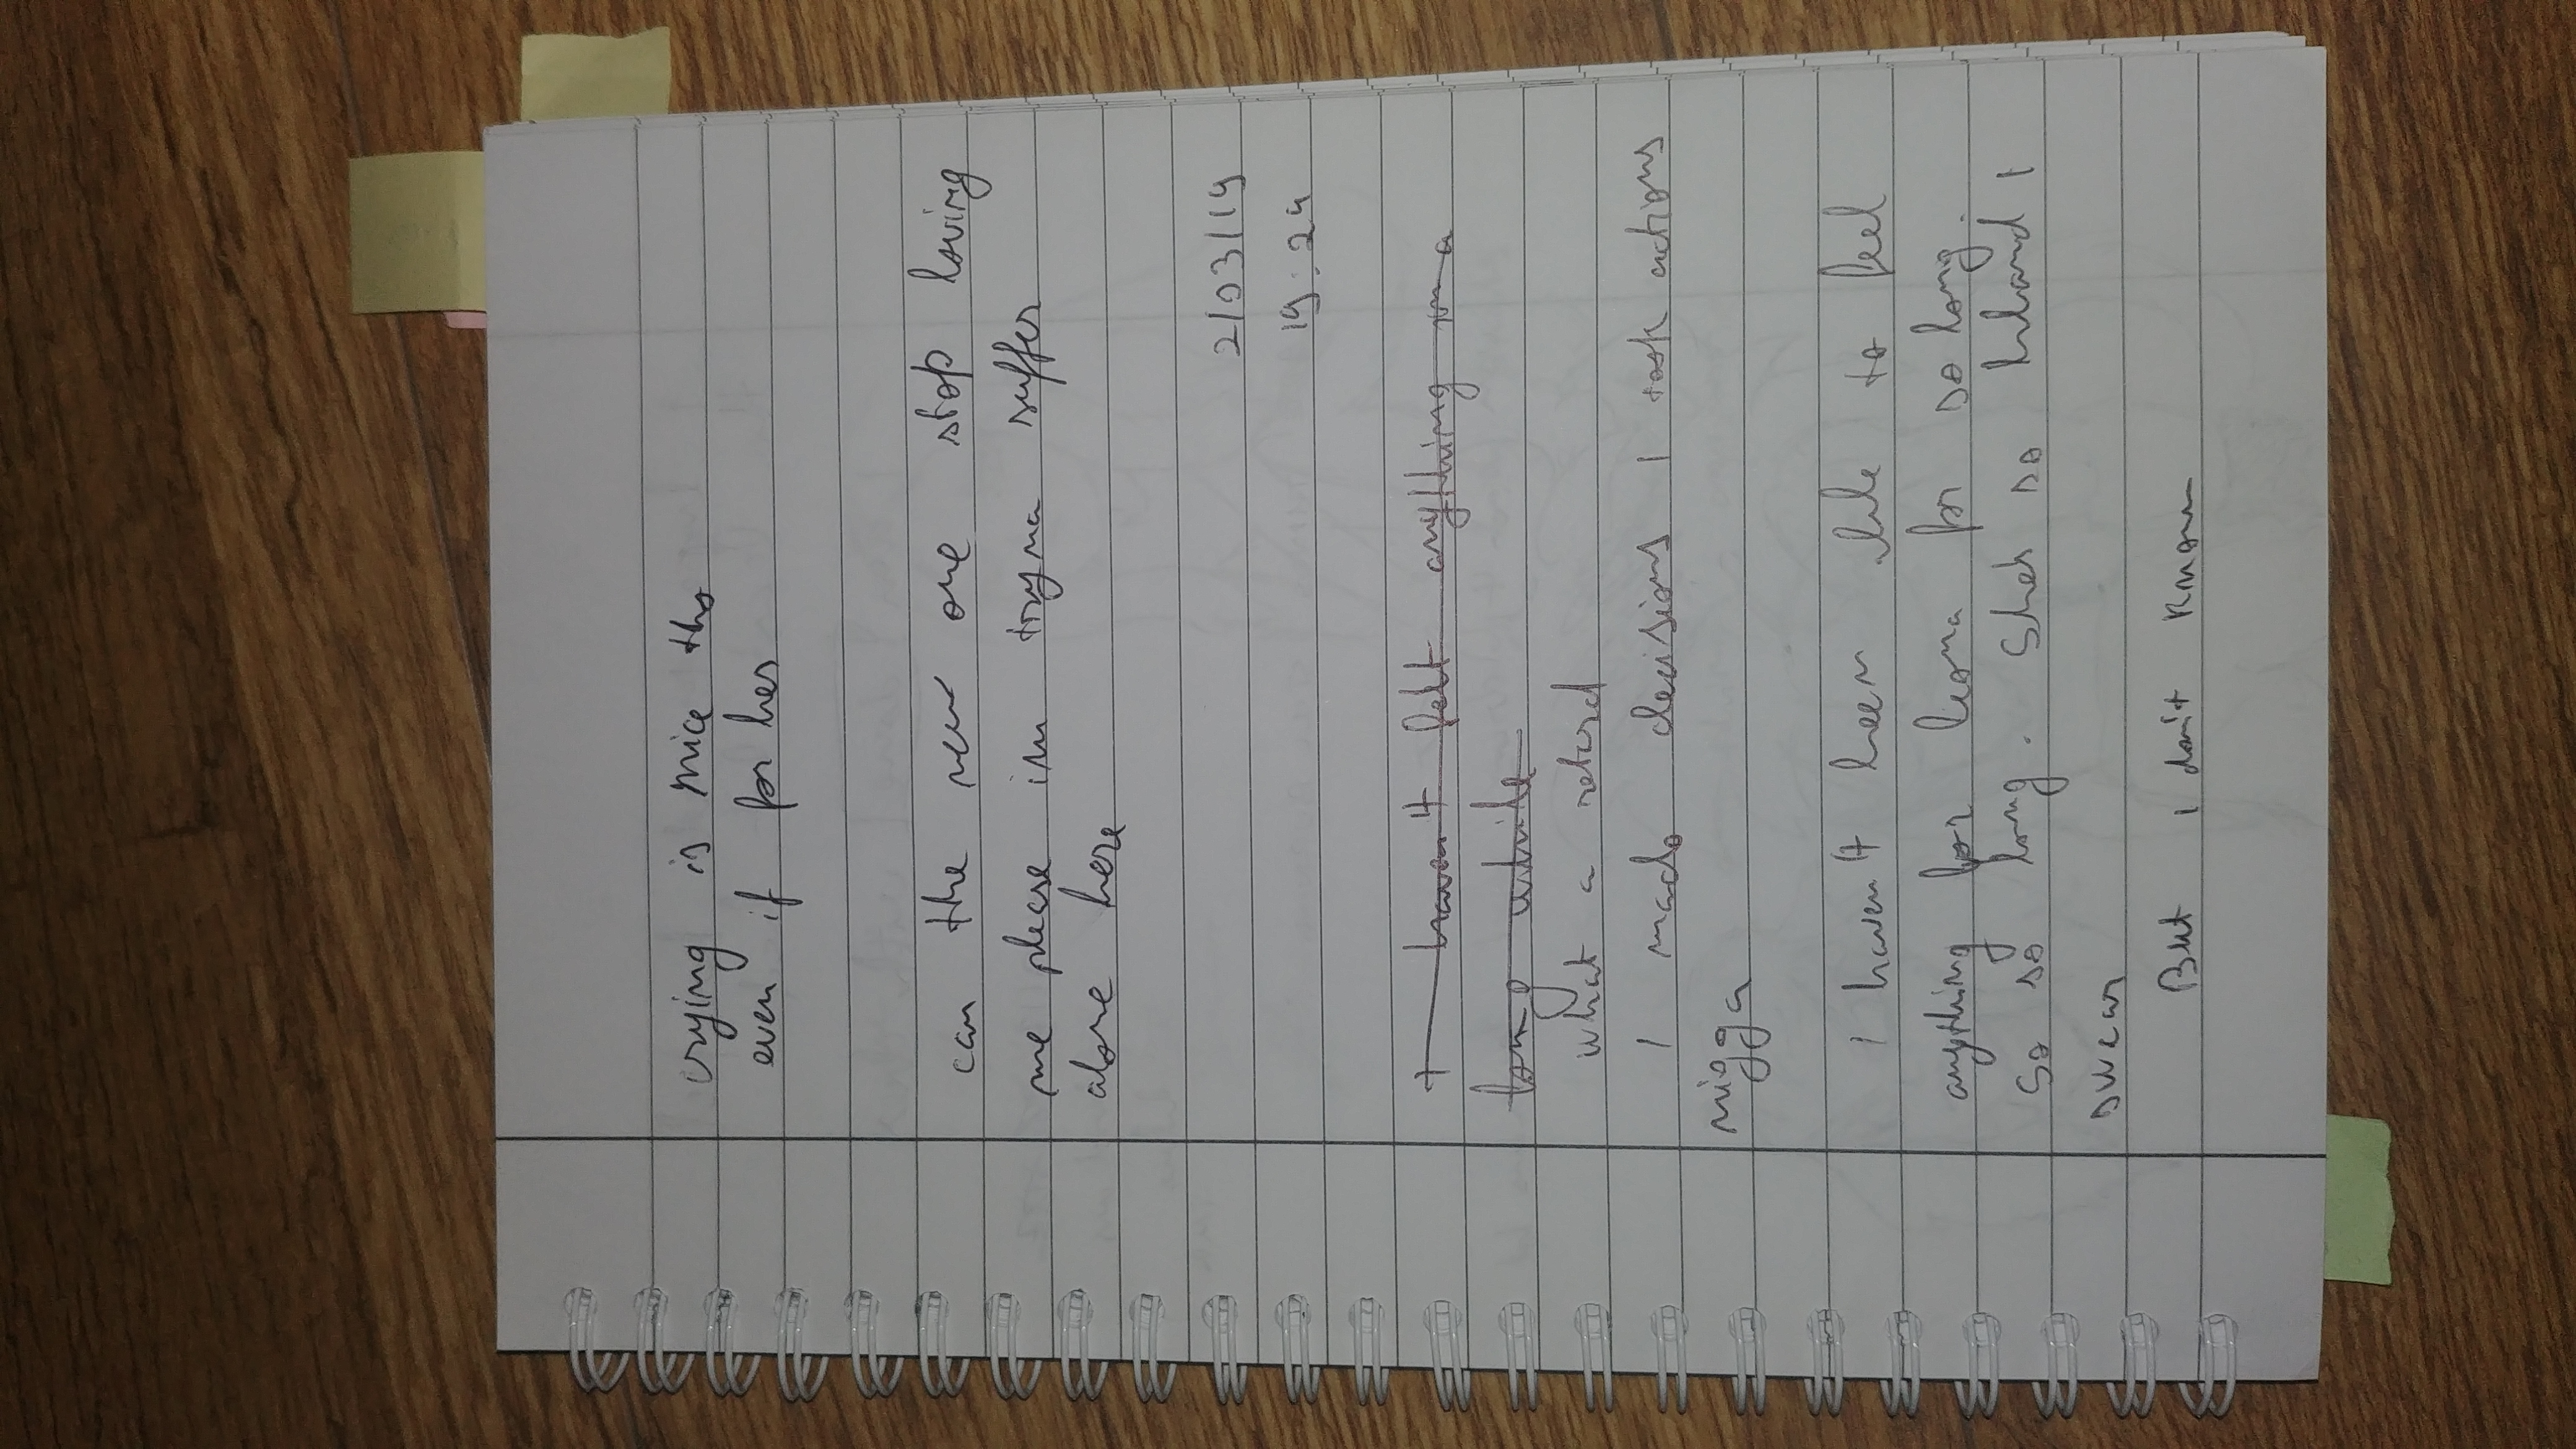 crying is nice tho
even if for her
can the new one stop loving
me please im tryna suffer
alone here
2/03/19
19:24
I haven't felt anything in a
long while
what a retard
I made decisions I took actions
nigga
I haven't been able to feel
anything for leona for so long.
So so long. She's so bland I
swear
But I don't know